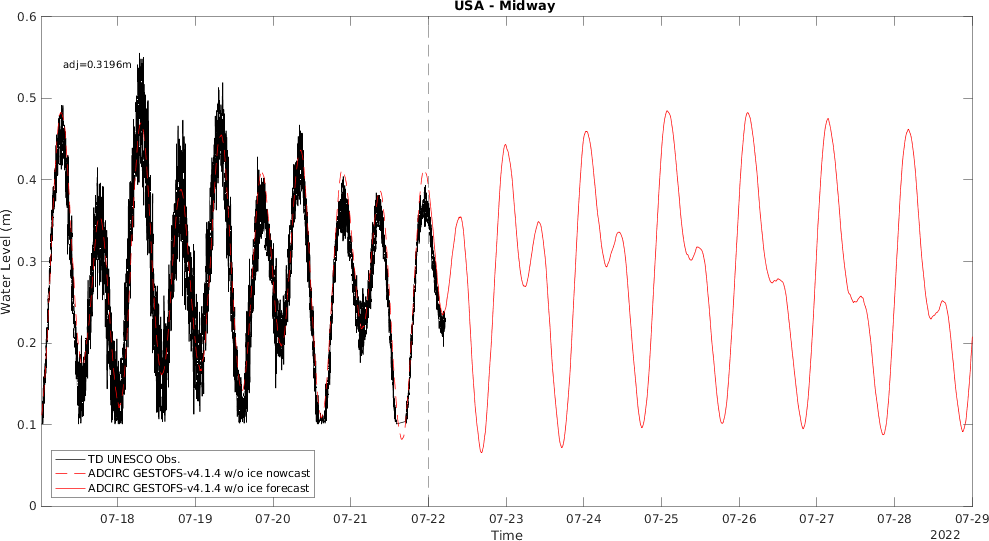 USA - Midway
0.6
0.5
0.4
0.3
0.2
0.1
0
Water Level (m)
adj=0.3196m
TD UNESCO Obs.
ADCIRC GESTOFS-v4.1.4 w/o ice nowcast
ADCIRC GESTOFS-v4.1.4 w/o ice forecast
07-18 07-19 07-20 07-21 07-22 07-23 07-24 07-25 07-26 07-27 07-28 07-29
Time
2022